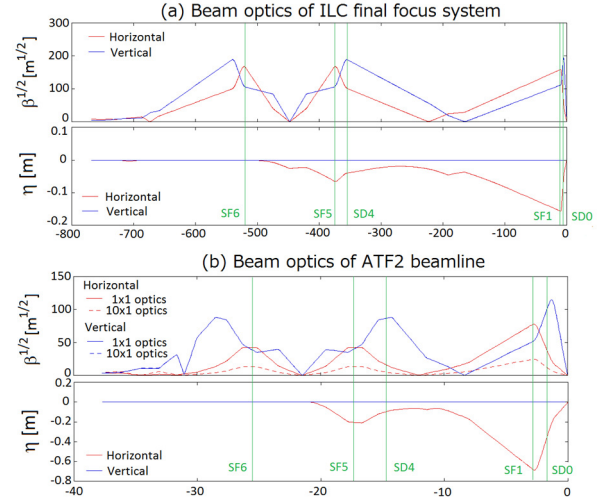 (a) Beam optics of ILC final focus system
β1/2 [m1/2]
300
200
100
0
Horizontal
Vertical
η [m]
0.1
0
-0.1
-0.2
Horizontal
Vertical
SF6
SF5
SD4
SF1
SD0
-800
-700
-600
-500
-400
-300
-200
-100
0
(b) Beam optics of ATF2 beamline
β1/2 [m1/2]
150
100
50
0
Horizontal
1x1 optics
10x1 optics
Vertical
1x1 optics
10x1 optics
η [m]
0.2
0
-0.2
-0.4
-0.6
-0.8
Horizontal
Vertical
SF6
SF5
SD4
SF1
SD0
-40
-30
-20
-10
0